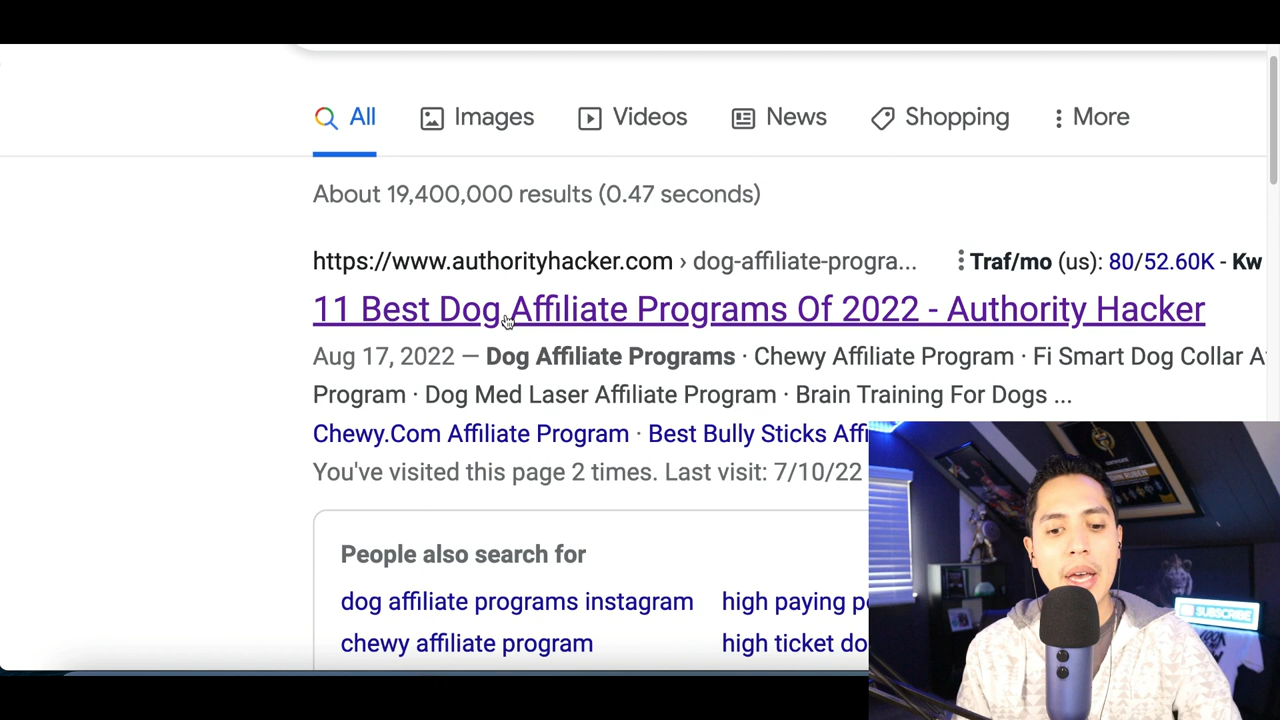 All Images Videos News Shopping More
About 19,400,000 results (0.47 seconds)
https://www.authorityhacker.com › dog-affiliate-progra... Traf/mo (us): 80/52.60K - Kw
11 Best Dog Affiliate Programs Of 2022 - Authority Hacker
Aug 17, 2022 — Dog Affiliate Programs · Chewy Affiliate Program · Fi Smart Dog Collar
Program · Dog Med Laser Affiliate Program · Brain Training For Dogs ...
Chewy.Com Affiliate Program · Best Bully Sticks Affi
You've visited this page 2 times. Last visit: 7/10/22
People also search for
dog affiliate programs instagram high paying
chewy affiliate program high ticket do
SUBSCRIBE